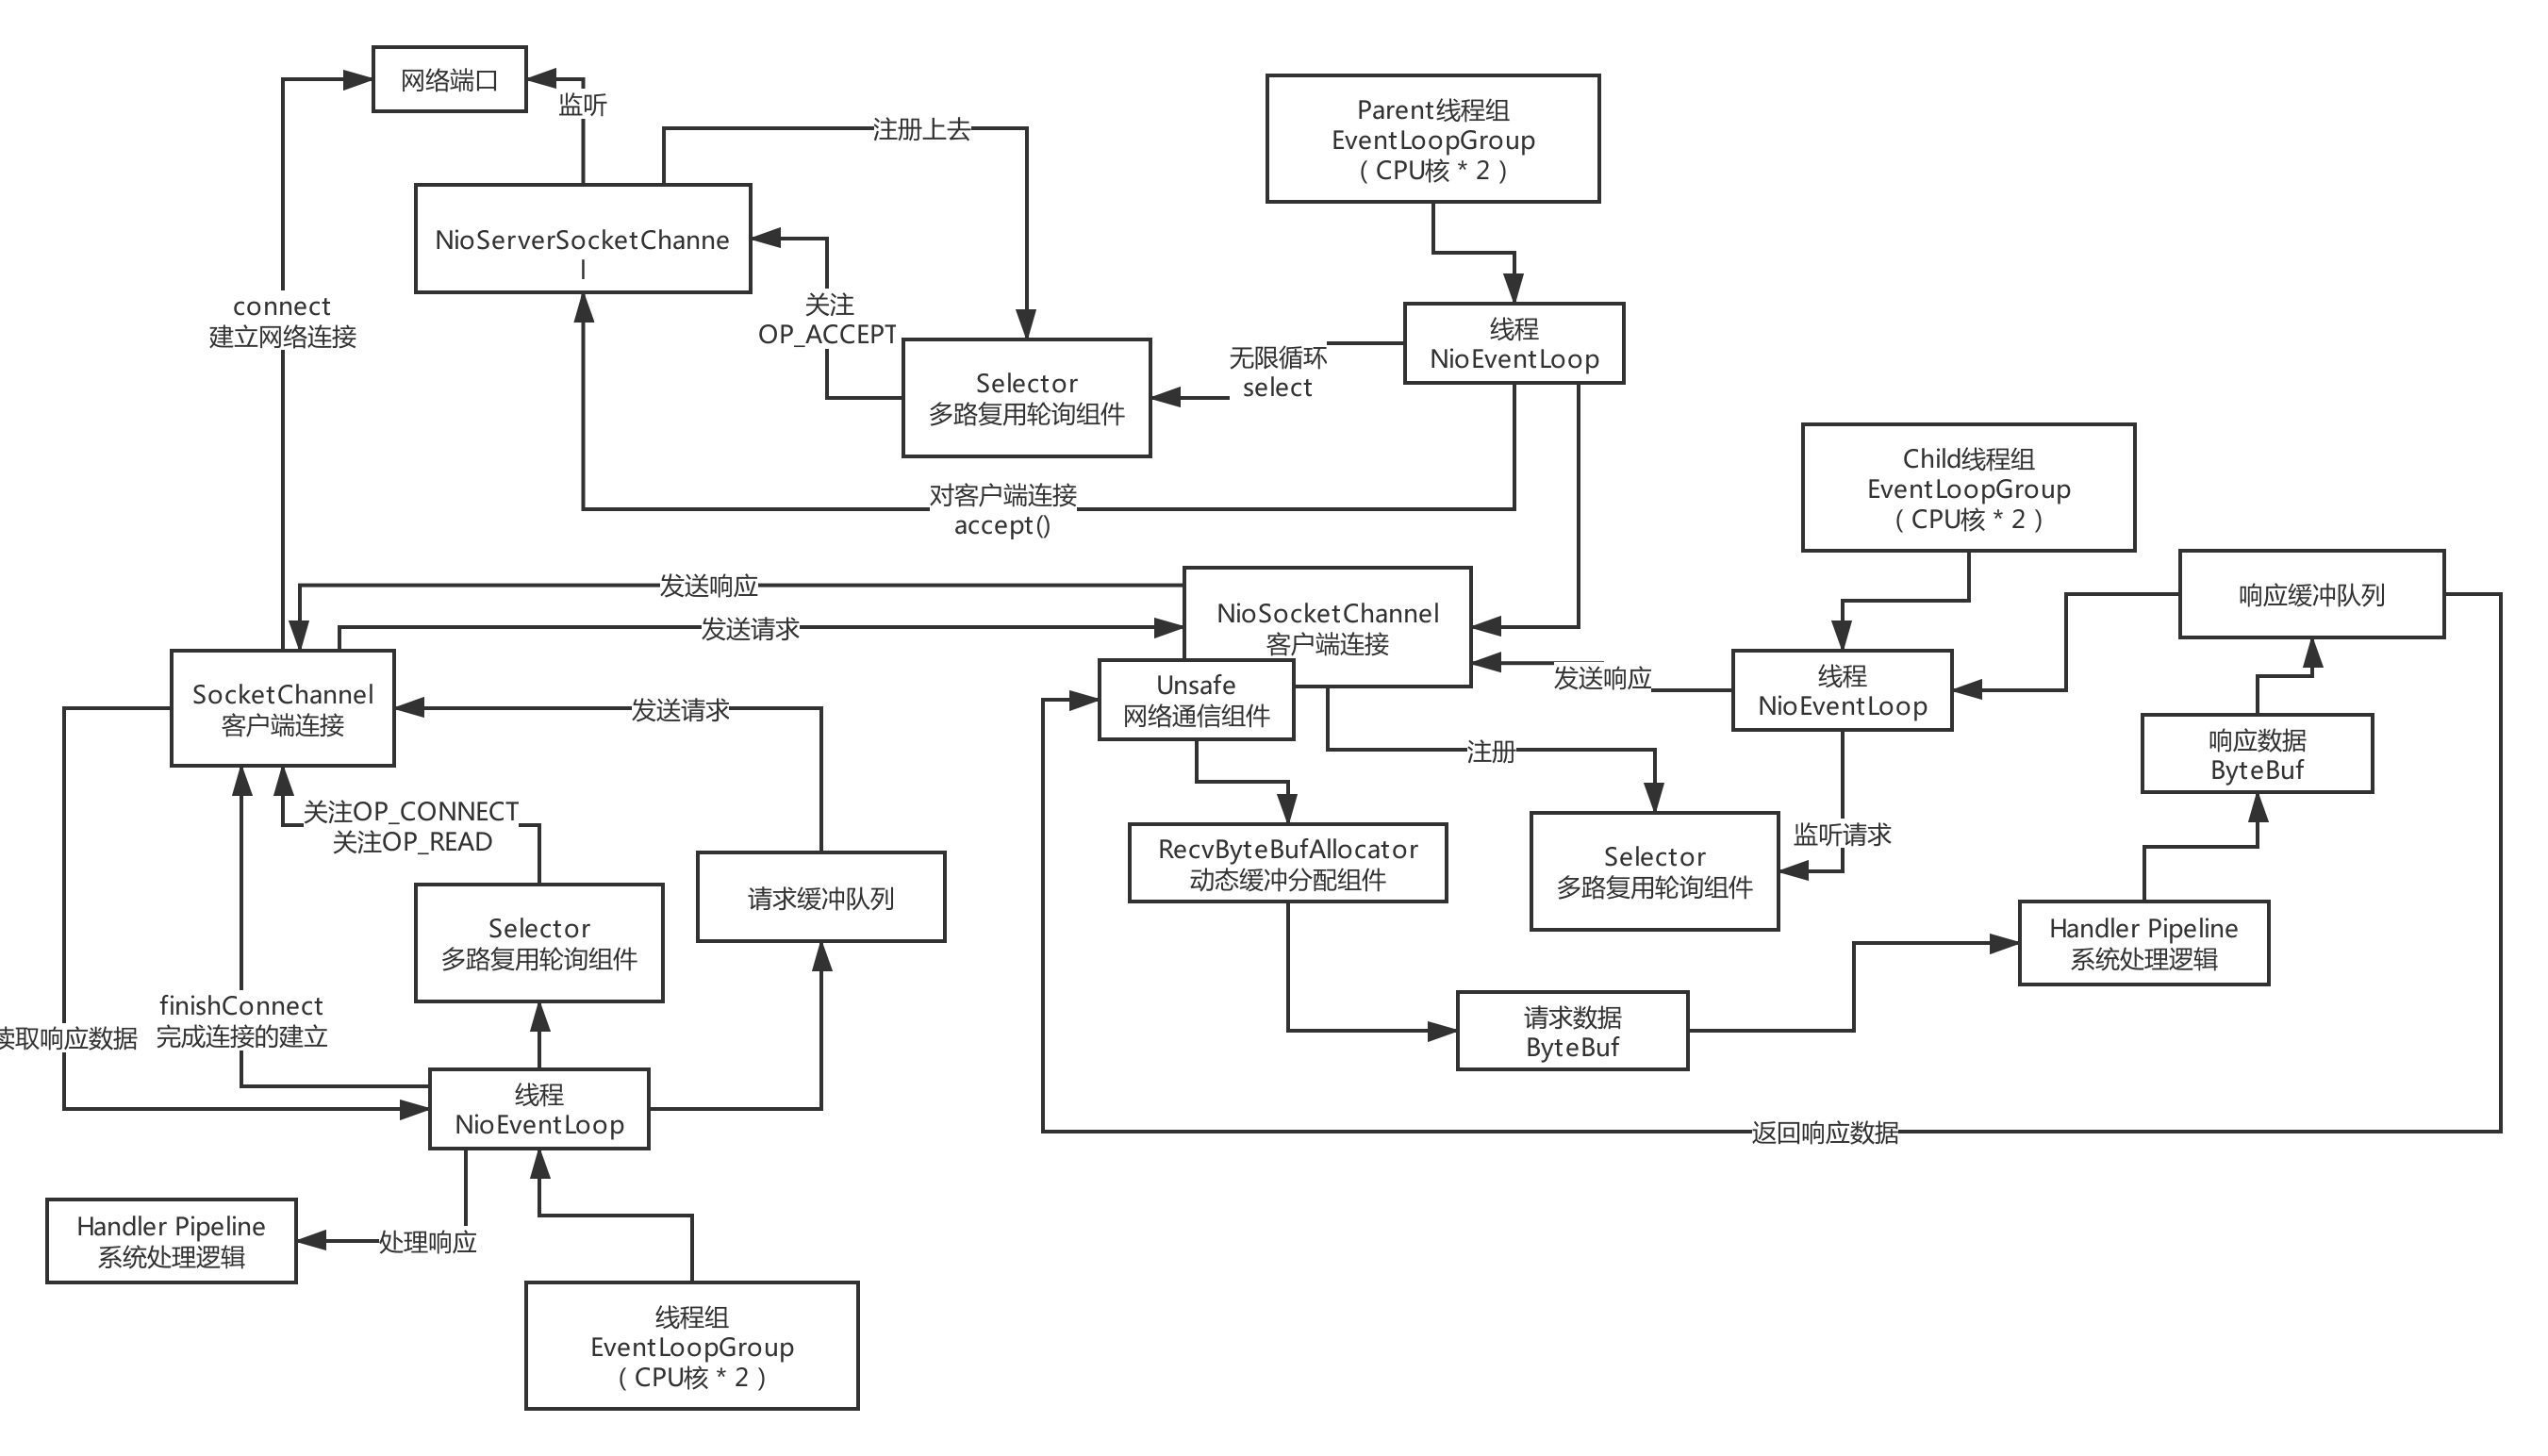 网络端口
监听
注册上去
Parent线程组
EventLoopGroup
（ CPU核 * 2 ）
NioServerSocketChanne
l
connect
建立网络连接
关注
OP_ACCEPT
Selector
多路复用轮询组件
无限循环
select
线程
NioEventLoop
对客户端连接
accept()
Child线程组
EventLoopGroup
（ CPU核 * 2 ）
发送响应
发送请求
NioSocketChannel
客户端连接
响应缓冲队列
SocketChannel
客户端连接
发送请求
Unsafe
网络通信组件
发送响应
线程
NioEventLoop
注册
响应数据
ByteBuf
关注OP_CONNECT
关注OP_READ
请求缓冲队列
RecvByteBufAllocator
动态缓冲分配组件
Selector
多路复用轮询组件
监听请求
Selector
多路复用轮询组件
Handler Pipeline
系统处理逻辑
finishConnect
完成连接的建立
读取响应数据
请求数据
ByteBuf
线程
NioEventLoop
返回响应数据
Handler Pipeline
系统处理逻辑
处理响应
线程组
EventLoopGroup
（ CPU核 * 2 ）